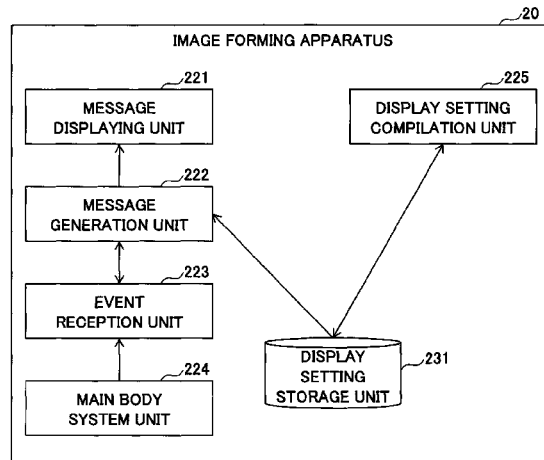 20
IMAGE FORMING APPARATUS
221
MESSAGE
DISPLAYING UNIT
225
DISPLAY SETTING
COMPILATION UNIT
222
MESSAGE
GENERATION UNIT
223
EVENT
RECEPTION UNIT
224
MAIN BODY
SYSTEM UNIT
DISPLAY
SETTING
STORAGE UNIT
231